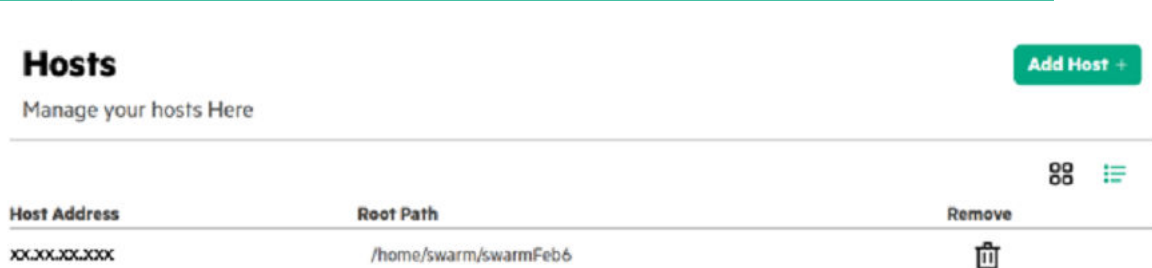 Hosts
Add Host +
Manage your hosts Here
Host Address Root Path Remove
XX.XX.XX.XXX /home/swarm/swarmFeb6